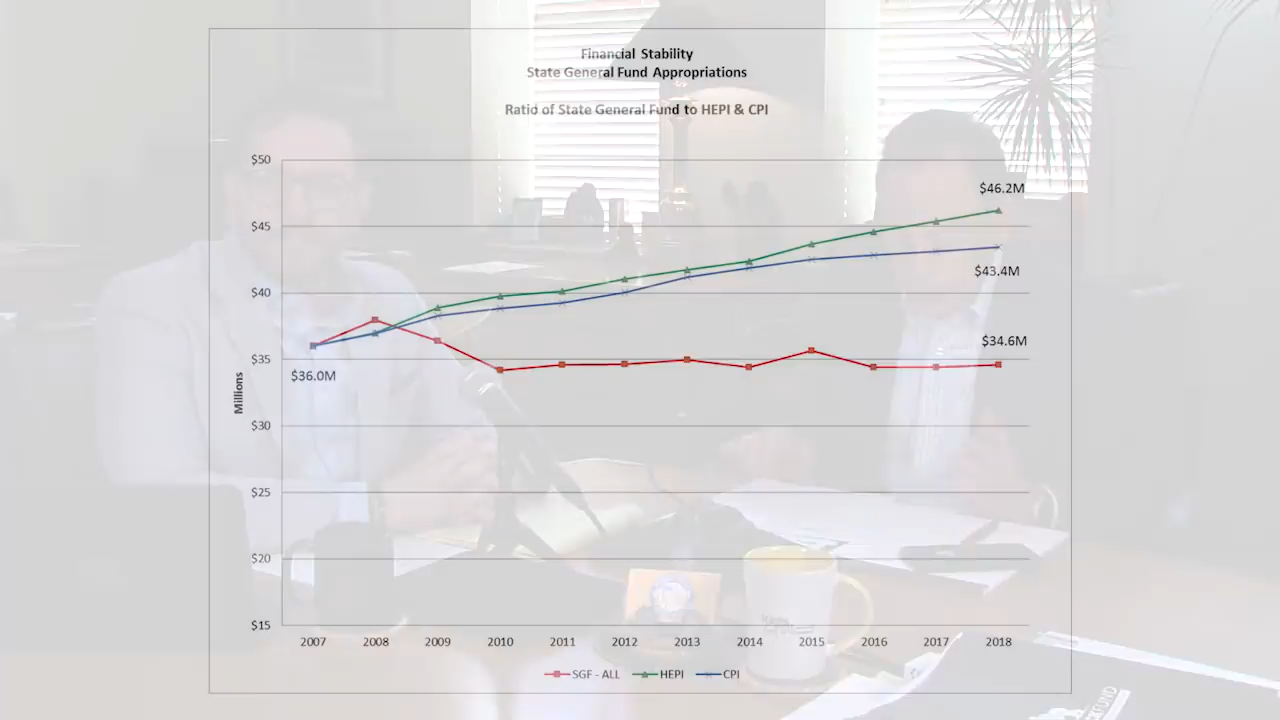 Financial Stability
State General Fund Appropriations
Ratio of State General Fund to HEPI & CPI
$50
$46.2M
$45
$43.4M
$40
$34.6M
$35
$36.0M
Millions
$30
$25
$20
$15
2007 2008 2009 2010 2011 2012 2013 2014 2015 2016 2017 2018
SGF - ALL HEPI CPI
FUND